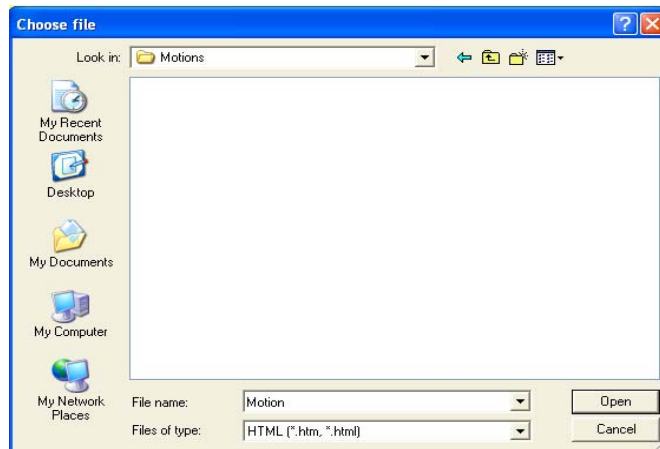 Choose file
Look in:
Motions
My Recent
Documents
Desktop
My Documents
My Computer
My Network
Places
File name:
Motion
Open
Files of type:
HTML (*.htm, *.html)
Cancel